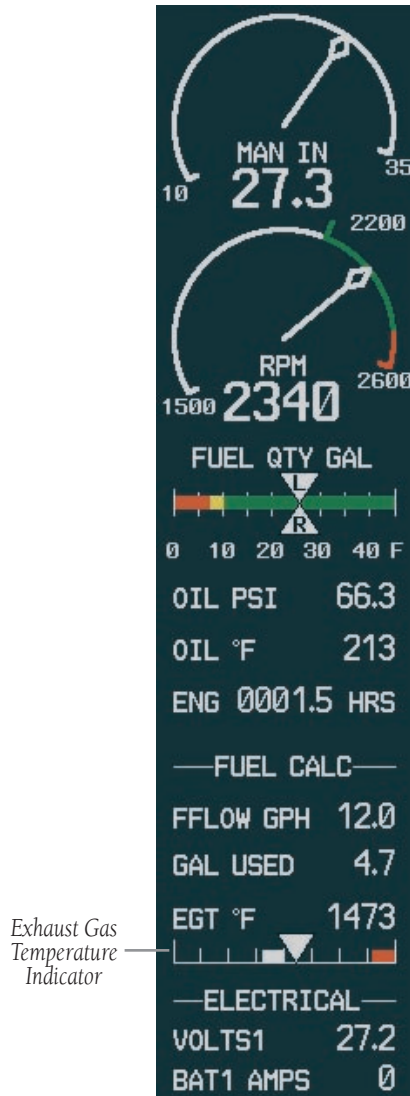 MAN IN
10 27.3 35
2200
RPM
1500 2340 2600
FUEL QTY GAL
L
R
0 10 20 30 40 F
OIL PSI 66.3
OIL °F 213
ENG 0001.5 HRS
FUEL CALC
FFLOW GPH 12.0
GAL USED 4.7
EGT °F 1473
Exhaust Gas
Temperature
Indicator
ELECTRICAL
VOLTS1 27.2
BAT1 AMPS 0